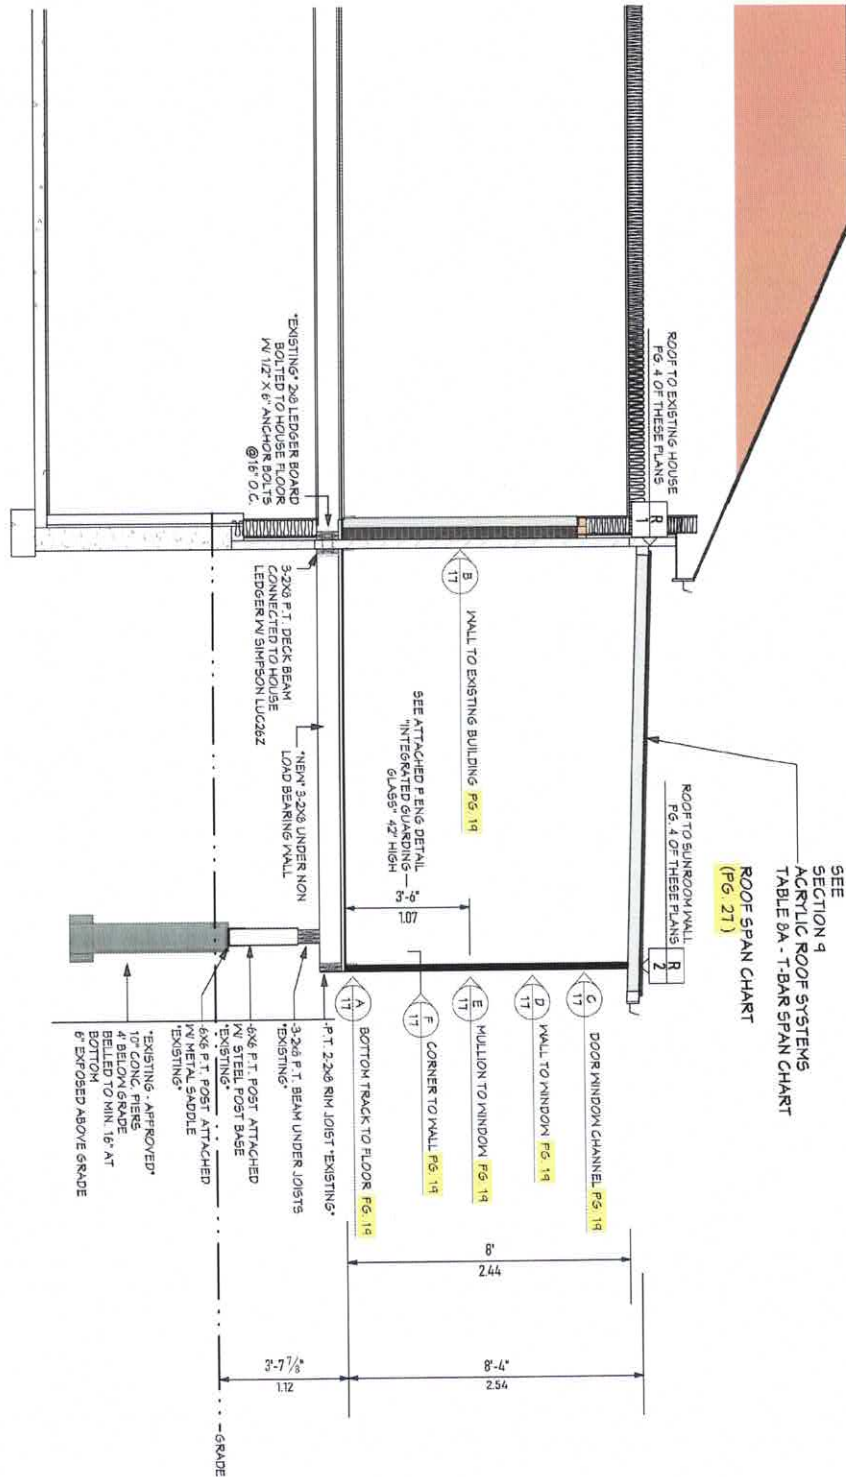 SEE
SECTION 9
ACRYLIC ROOF SYSTEMS
TABLE 8A - T-BAR SPAN CHART
ROOF SPAN CHART
(PG. 27)
ROOF TO EXISTING HOUSE
PG. 4 OF THESE PLANS
R
1
ROOF TO SUNROOM WALL
PG. 4 OF THESE PLANS
R
2
B
17
WALL TO EXISTING BUILDING PG. 19
C
17
DOOR WINDOW CHANNEL PG. 19
D
17
WALL TO WINDOW PG. 19
E
17
MULLION TO WINDOW PG. 19
F
17
CORNER TO WALL PG. 19
A
17
BOTTOM TRACK TO FLOOR PG. 19
SEE ATTACHED P.ENG DETAIL
"INTEGRATED GUARDING
GLASS" 42" HIGH
3'-6"
1.07
8'
2.44
8'-4"
2.54
3'-7 7/8"
1.12
*EXISTING* 2x8 LEDGER BOARD
BOLTED TO HOUSE FLOOR
W/ 1/2" X 6" ANCHOR BOLTS
@16" O.C.
3-2X8 P.T. DECK BEAM
CONNECTED TO HOUSE
LEDGER W/ SIMPSON LUC26Z
*NEW* 3-2X8 UNDER NON
LOAD BEARING WALL
P.T. 2-2x8 RIM JOIST *EXISTING*
3-2x8 P.T. BEAM UNDER JOISTS
*EXISTING*
6X6 P.T. POST ATTACHED
W/ STEEL POST BASE
*EXISTING*
6X6 P.T. POST ATTACHED
W/ METAL SADDLE
*EXISTING*
*EXISTING - APPROVED*
10" CONC. PIERS
4' BELOW GRADE
BELLED TO MIN. 16" AT
BOTTOM
6" EXPOSED ABOVE GRADE
GRADE